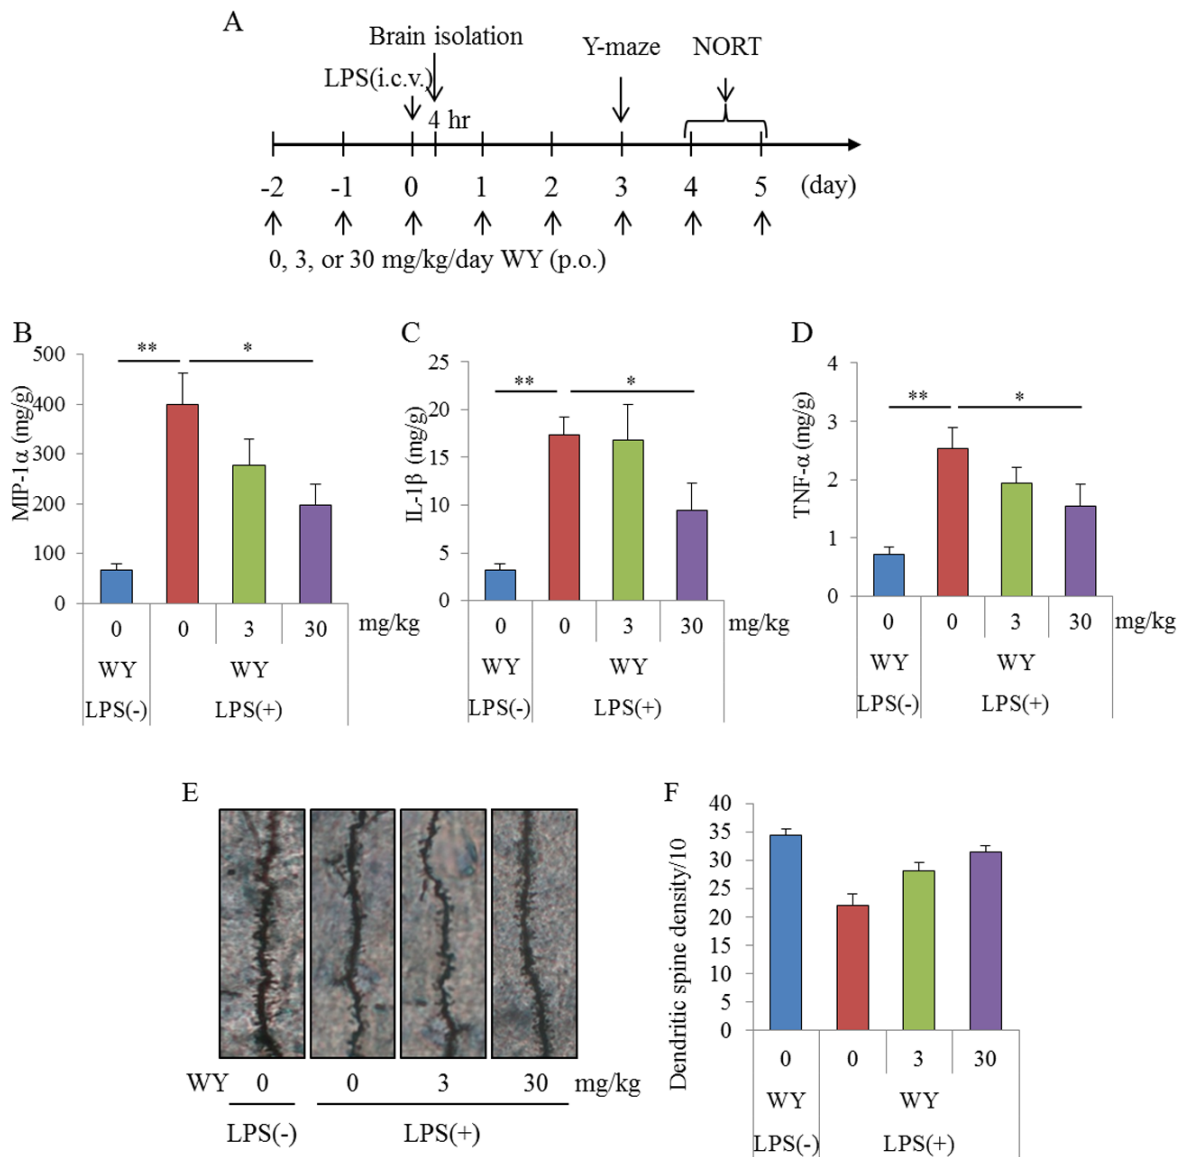 A
Brain isolation
Y-maze NORT
LPS(i.c.v.)
4 hr
-2 -1 0 1 2 3 4 5 (day)
0, 3, or 30 mg/kg/day WY (p.o.)
B
** *
500
400
300
200
100
0
MIP-1α (mg/g)
0 0 3 30 mg/kg
WY WY
LPS(-) LPS(+)
C
** *
25
20
15
10
5
0
IL-1β (mg/g)
0 0 3 30 mg/kg
WY WY
LPS(-) LPS(+)
D
** *
4
3
2
1
0
TNF-α (mg/g)
0 0 3 30 mg/kg
WY WY
LPS(-) LPS(+)
E
WY 0 0 3 30 mg/kg
LPS(-) LPS(+)
F
40
35
30
25
20
15
10
5
0
Dendritic spine density/10
0 0 3 30
WY WY
LPS(-) LPS(+)